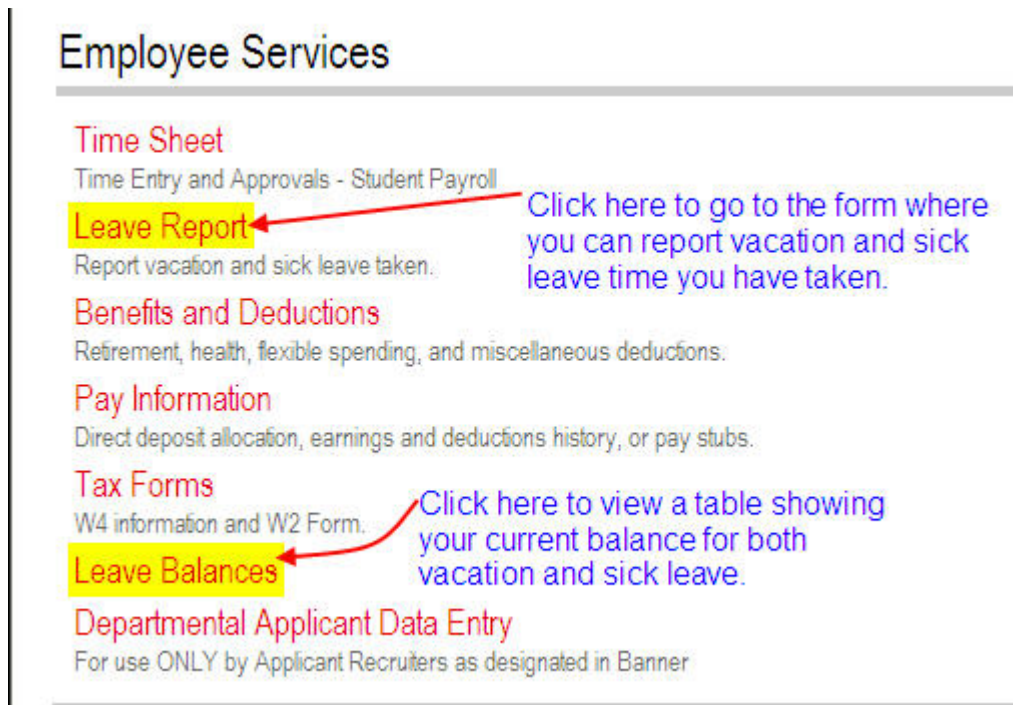 Employee Services
Time Sheet
Time Entry and Approvals - Student Payroll
Leave Report
Report vacation and sick leave taken.
Click here to go to the form where
you can report vacation and sick
leave time you have taken.
Benefits and Deductions
Retirement, health, flexible spending, and miscellaneous deductions.
Pay Information
Direct deposit allocation, earnings and deductions history, or pay stubs.
Tax Forms
W4 information and W2 Form.
Click here to view a table showing
your current balance for both
vacation and sick leave.
Leave Balances
Departmental Applicant Data Entry
For use ONLY by Applicant Recruiters as designated in Banner